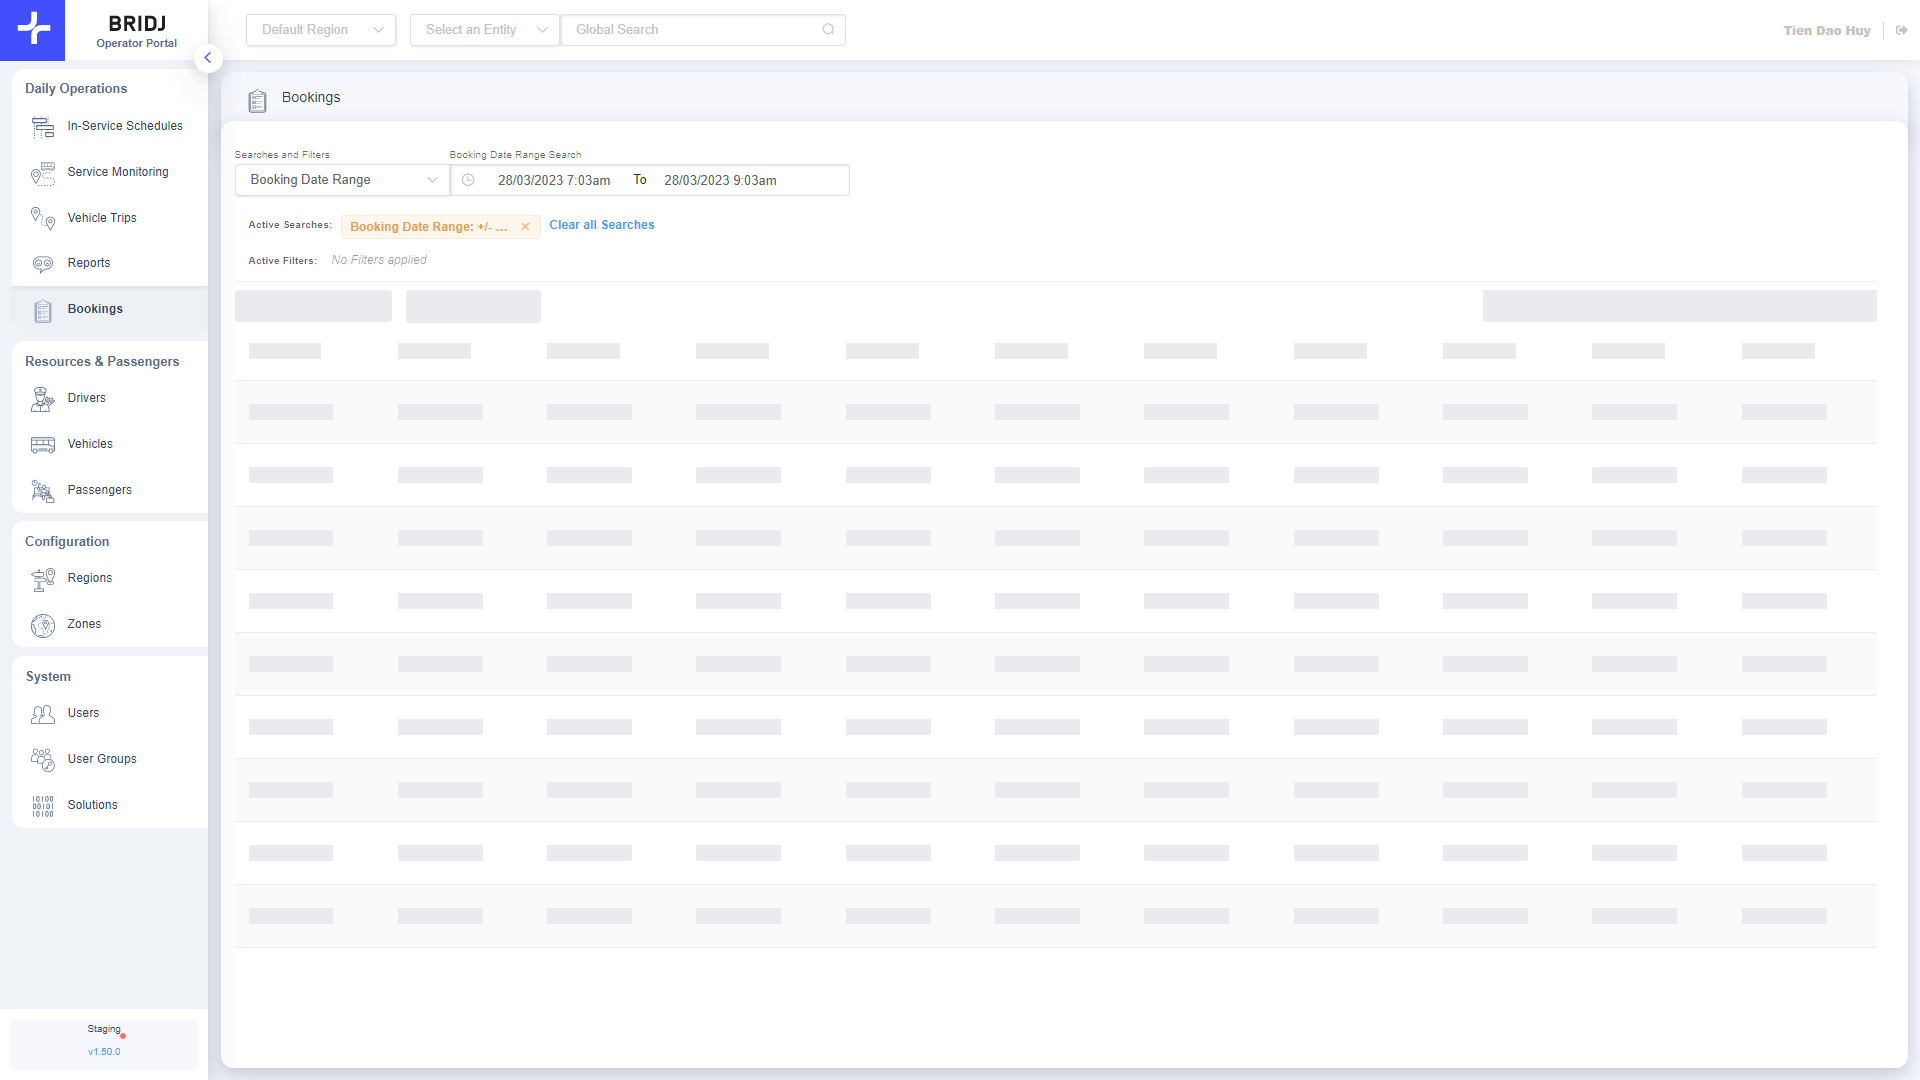 BRIDJ
Operator Portal
Default Region
Select an Entity
Global Search
Tien Dao Huy
Daily Operations
In-Service Schedules
Service Monitoring
Vehicle Trips
Reports
Bookings
Resources & Passengers
Drivers
Vehicles
Passengers
Configuration
Regions
Zones
System
Users
User Groups
Solutions
Staging
v1.50.0
Bookings
Searches and Filters
Booking Date Range Search
Booking Date Range
28/03/2023 7:03am To 28/03/2023 9:03am
Active Searches: Booking Date Range: +/- ... Clear all Searches
Active Filters: No Filters applied